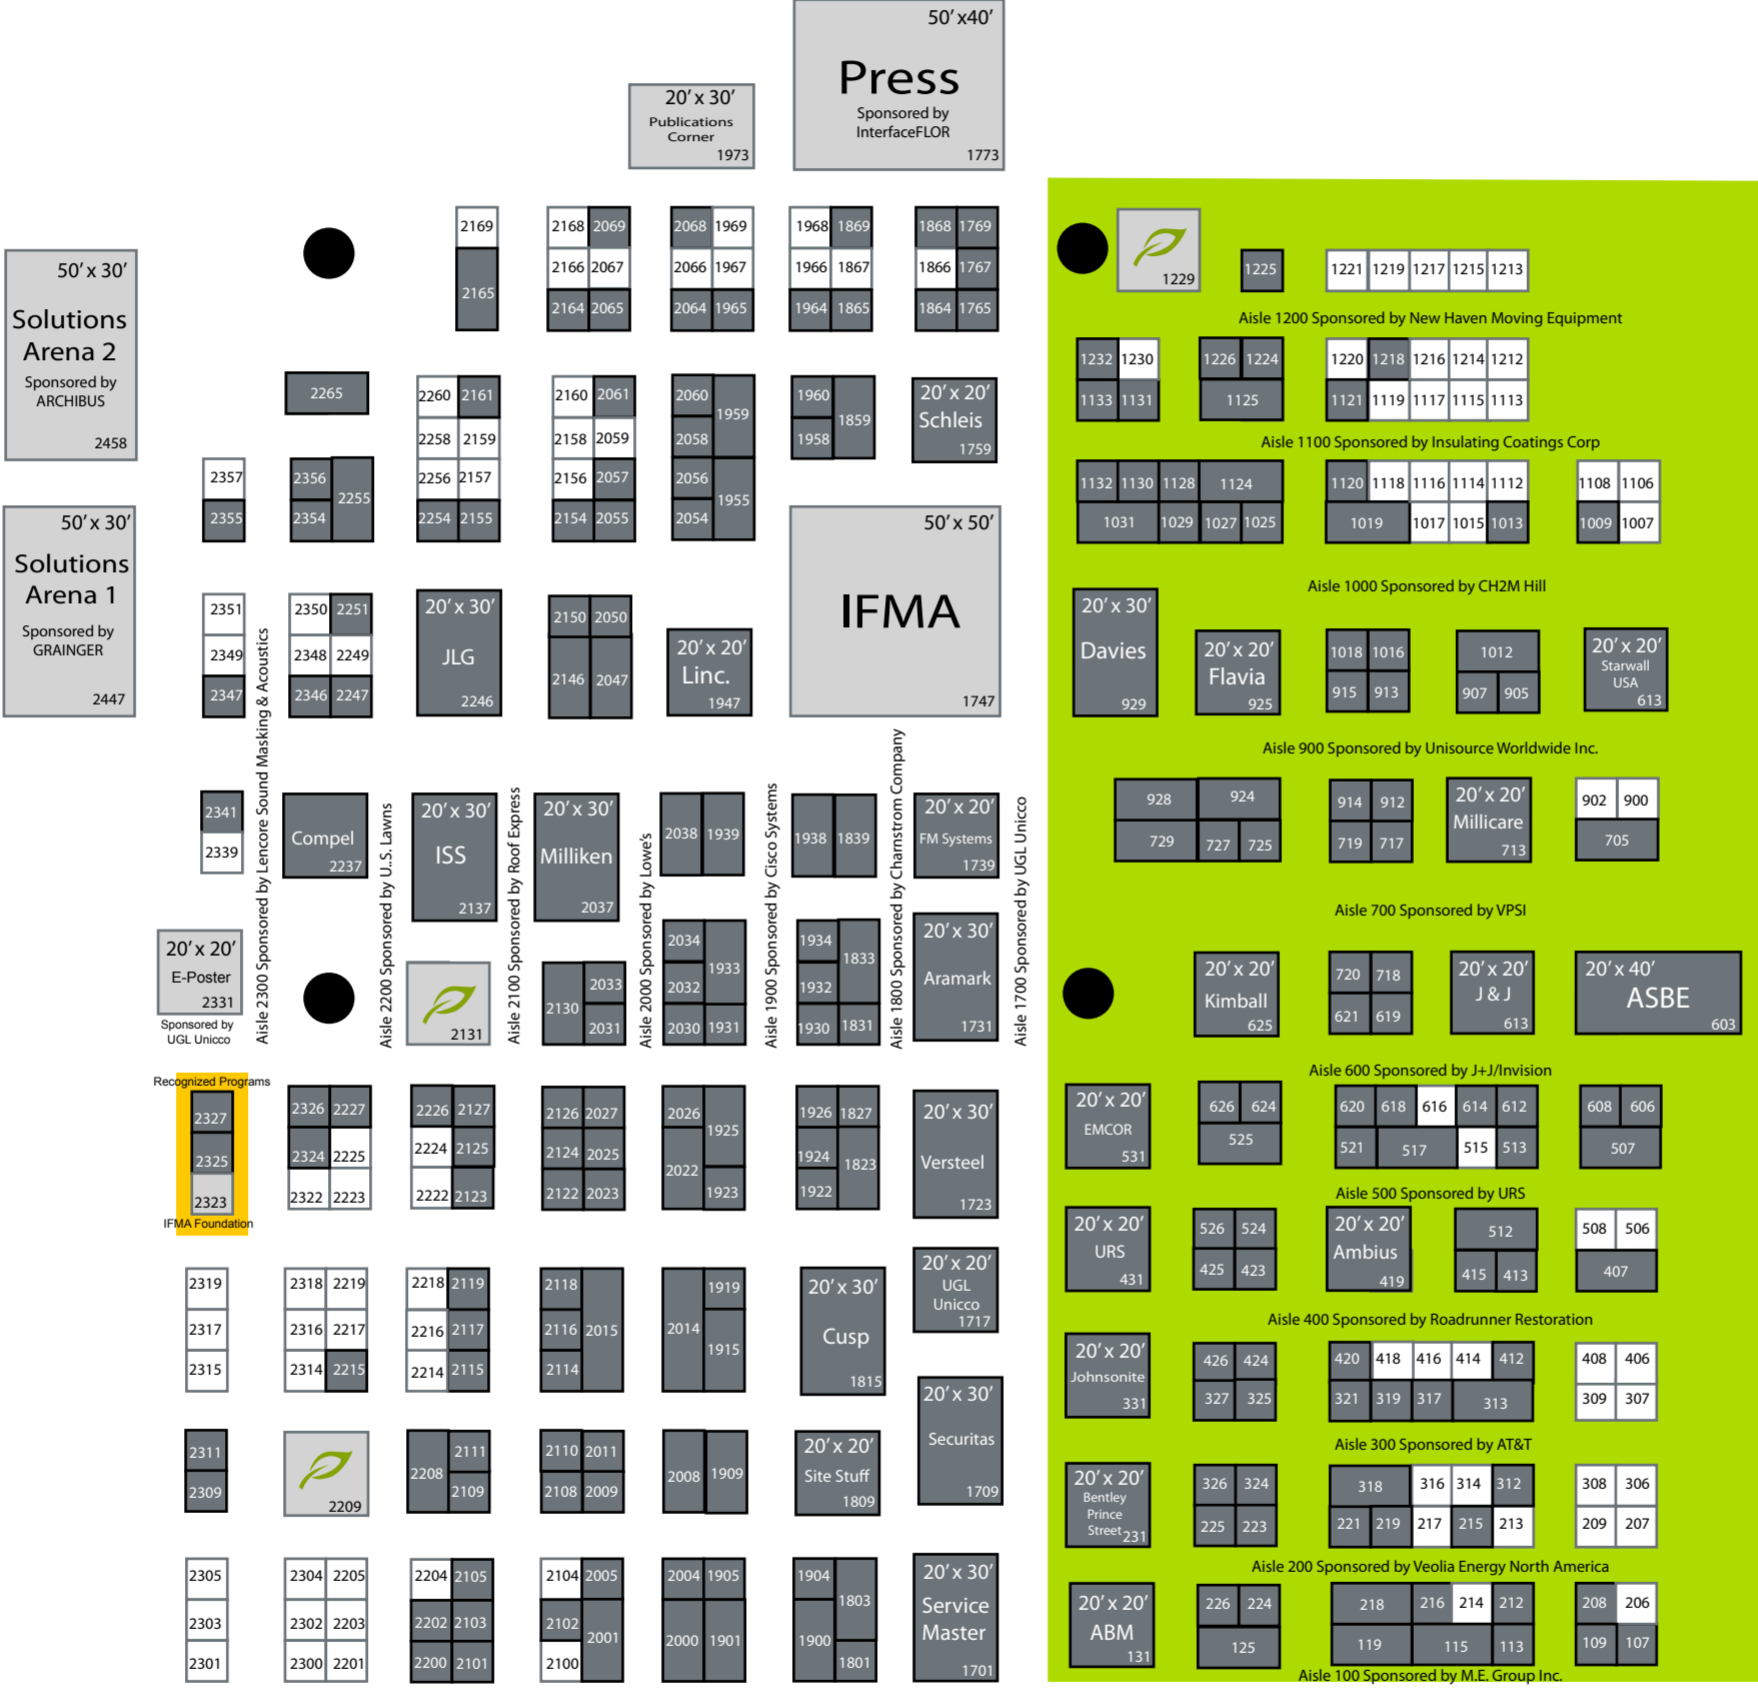 50’ x40’
Press
Sponsored by
InterfaceFLOR
1773
20’ x 30’
Publications
Corner
1973
50’ x 30’
Solutions
Arena 2
Sponsored by
ARCHIBUS
2458
50’ x 30’
Solutions
Arena 1
Sponsored by
GRAINGER
2447
2169
2165
2168 2069
2166 2067
2164 2065
2068 1969
2066 1967
2064 1965
1968 1869
1966 1867
1964 1865
1868 1769
1866 1767
1864 1765
2265
2260 2161
2258 2159
2256 2157
2254 2155
2160 2061
2158 2059
2156 2057
2154 2055
2060 1959
2058
2056 1955
2054
1960 1859
1958
20’ x 20’
Schleis
1759
2357
2355
2356 2255
2354
50’ x 50’
IFMA
1747
2351
2349
2347
2350 2251
2348 2249
2346 2247
20’ x 30’
JLG
2246
2150 2050
2146 2047
20’ x 20’
Linc.
1947
Aisle 2300 Sponsored by Lencore Sound Masking & Acoustics
Aisle 2200 Sponsored by U..S. Lawns
Aisle 2100 Sponsored by Roof Express
Aisle 2000 Sponsored by Lowe’s
Aisle 1900 Sponsored by Cisco Systems
Aisle 1800 Sponsored by Charnstrom Company
Aisle 1700 Sponsored by UGL Unicco
2341
2339
Compel
2237
20’ x 30’
ISS
2137
20’ x 30’
Milliken
2037
2038 1939
1938 1839
20’ x 20’
FM Systems
1739
20’ x 20’
E-Poster
2331
Sponsored by
UGL Unicco
2131
2130 2033
2031
2034 1933
2032
2030 1931
1934 1833
1932
1930 1831
20’ x 30’
Aramark
1731
Recognized Programs
2327
2325
2323
IFMA Foundation
2326 2227
2324 2225
2322 2223
2226 2127
2224 2125
2222 2123
2126 2027
2124 2025
2122 2023
2026 1925
2022 1923
1926 1827
1924 1823
1922
20’ x 30’
Versteel
1723
2319
2317
2315
2318 2219
2316 2217
2314 2215
2218 2119
2216 2117
2214 2115
2118 2015
2116
2114
2014 1919
1915
20’ x 30’
Cusp
1815
20’ x 20’
UGL
Unicco
1717
2311
2309
2209
2208 2111
2109
2110 2011
2108 2009
2008 1909
20’ x 20’
Site Stuff
1809
20’ x 30’
Securitas
1709
2305
2303
2301
2304 2205
2302 2203
2300 2201
2204 2105
2202 2103
2200 2101
2104 2005
2102 2001
2100
2004 1905
2000 1901
1904 1803
1900 1801
20’ x 30’
Service
Master
1701
1229
1225
1221 1219 1217 1215 1213
Aisle 1200 Sponsored by New Haven Moving Equipment
1232 1230
1133 1131
1226 1224
1125
1220 1218 1216 1214 1212
1121 1119 1117 1115 1113
Aisle 1100 Sponsored by Insulating Coatings Corp
1132 1130 1128 1124
1031 1029 1027 1025
1120 1118 1116 1114 1112
1019 1017 1015 1013
1108 1106
1009 1007
Aisle 1000 Sponsored by CH2M Hill
20’ x 30’
Davies
929
20’ x 20’
Flavia
925
1018 1016
915 913
1012
907 905
20’ x 20’
Starwall
USA
613
Aisle 900 Sponsored by Unisource Worldwide Inc.
928 924
729 727 725
914 912
719 717
20’ x 20’
Millicare
713
902 900
705
Aisle 700 Sponsored by VPSI
20’ x 20’
Kimball
625
720 718
621 619
20’ x 20’
J & J
613
20’ x 40’
ASBE
603
Aisle 600 Sponsored by J+J/Invision
20’ x 20’
EMCOR
531
626 624
525
620 618 616 614 612
521 517 515 513
608 606
507
Aisle 500 Sponsored by URS
20’ x 20’
URS
431
526 524
425 423
20’ x 20’
Ambius
419
512
415 413
508 506
407
Aisle 400 Sponsored by Roadrunner Restoration
20’ x 20’
Johnsonite
331
426 424
327 325
420 418 416 414 412
321 319 317 313
408 406
309 307
Aisle 300 Sponsored by AT&T
20’ x 20’
Bentley
Prince
Street 231
326 324
225 223
318 316 314 312
221 219 217 215 213
308 306
209 207
Aisle 200 Sponsored by Veolia Energy North America
20’ x 20’
ABM
131
226 224
125
218 216 214 212
119 115 113
208 206
109 107
Aisle 100 Sponsored by M.E. Group Inc.